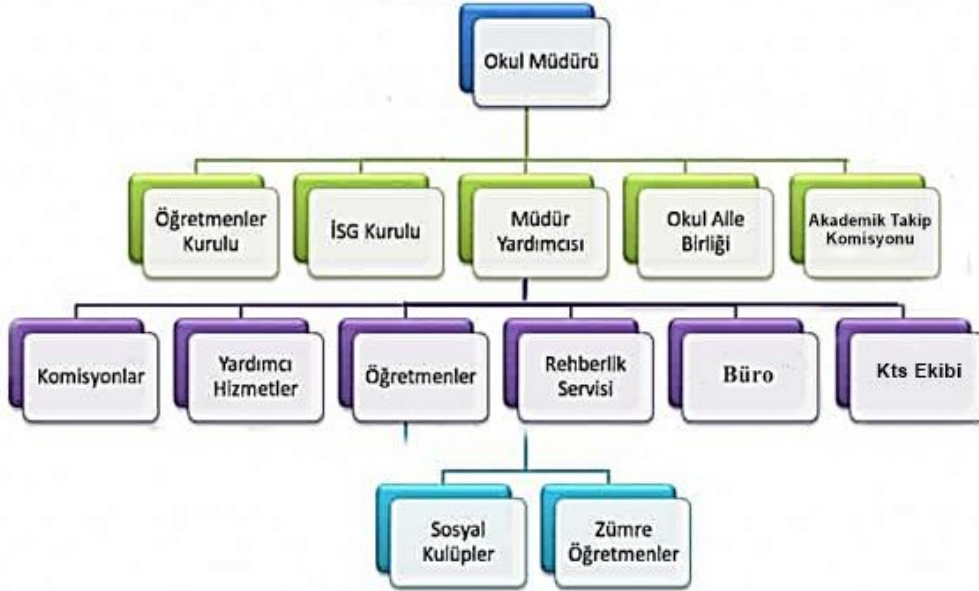 Okul Müdürü
Öğretmenler
Kurulu
İSG Kurulu
Müdür
Yardımcısı
Okul Aile
Birliği
Akademik Takip
Komisyonu
Komisyonlar
Yardımcı
Hizmetler
Öğretmenler
Rehberlik
Servisi
Büro
Kts Ekibi
Sosyal
Kulüpler
Zümre
Öğretmenler